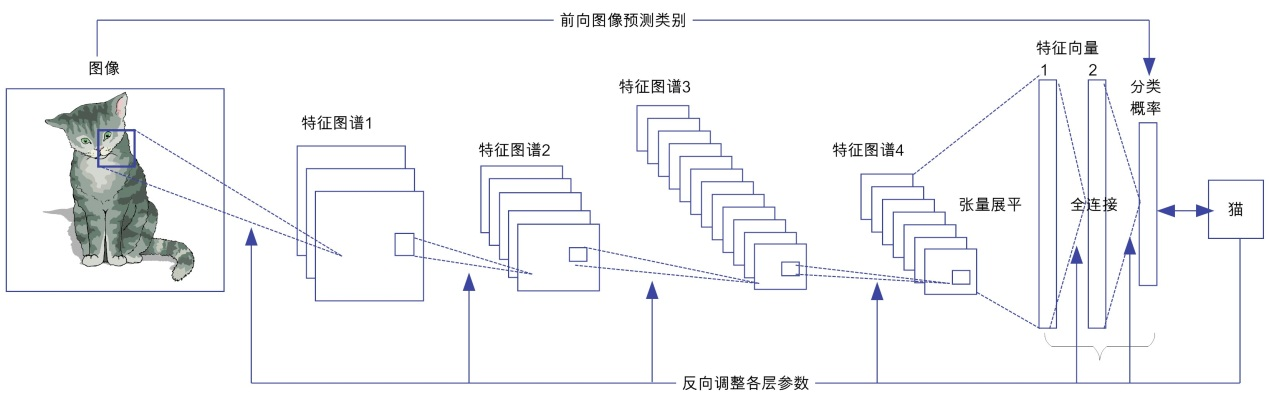 前向图像预测类别
图像
特征图谱1
特征图谱2
特征图谱3
特征图谱4
张量展平
特征向量
1
2
全连接
分类
概率
猫
反向调整各层参数